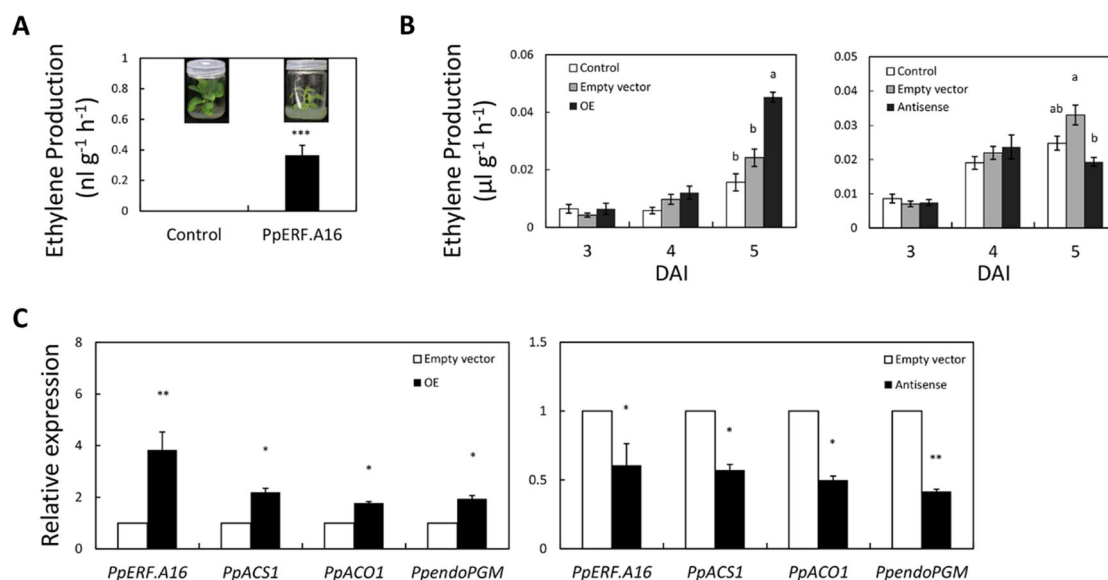 A
Ethylene Production
(nl g-1 h-1)
1
0.8
0.6
0.4
0.2
0
***
Control
PpERF.A16
B
Ethylene Production
(µl g-1 h-1)
0.06
0.04
0.02
0
Control
Empty vector
OE
b
b
a
3
4
5
DAI
0.05
0.04
0.03
0.02
0.01
0
Control
Empty vector
Antisense
ab
a
b
3
4
5
DAI
C
Relative expression
8
6
4
2
0
Empty vector
OE
**
*
*
*
PpERF.A16
PpACS1
PpACO1
PpendoPGM
1.5
1
0.5
0
Empty vector
Antisense
*
*
*
**
PpERF.A16
PpACS1
PpACO1
PpendoPGM